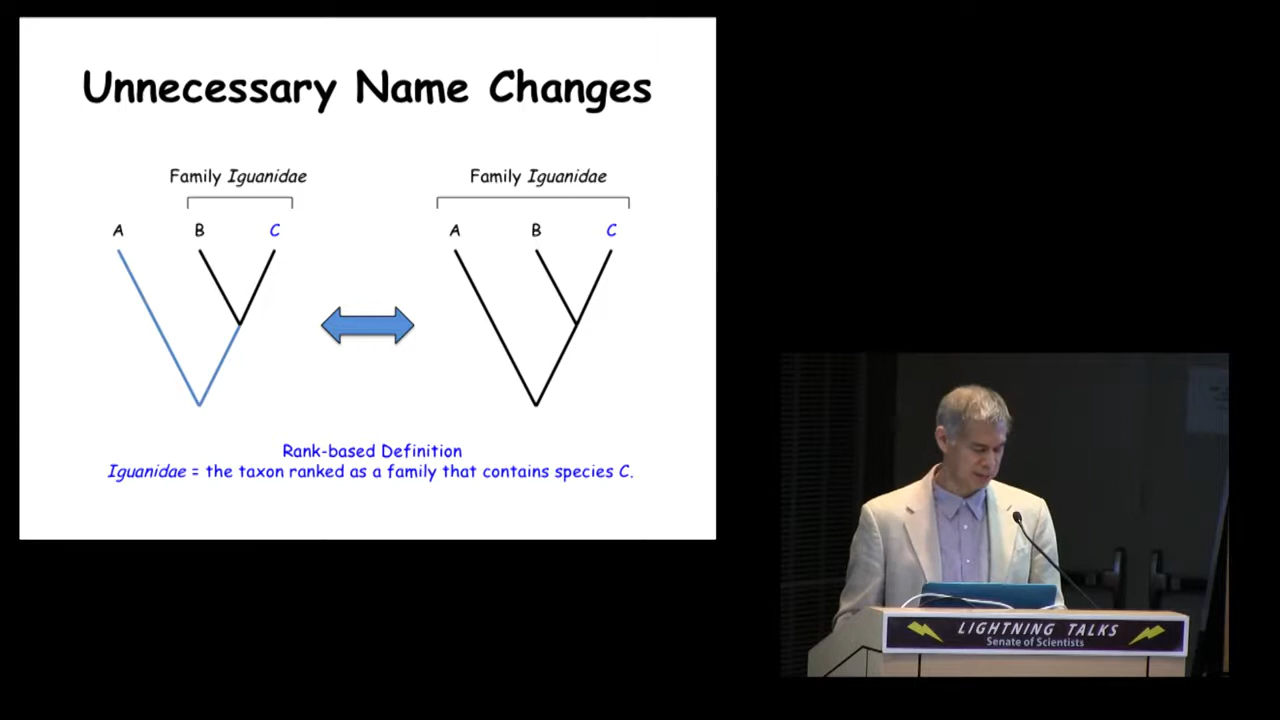 Unnecessary Name Changes
Family Iguanidae
Family Iguanidae
A B C
A B C
Rank-based Definition
Iguanidae = the taxon ranked as a family that contains species C.
LIGHTNING TALKS
Senate of Scientists